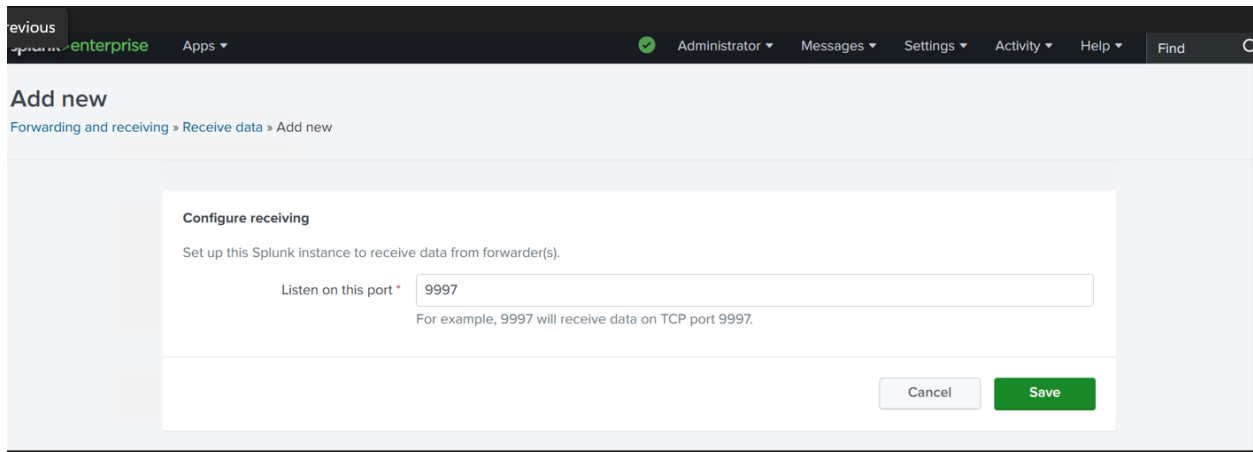 revious
splunk>enterprise Apps ▾ Administrator ▾ Messages ▾ Settings ▾ Activity ▾ Help ▾ Find
Add new
Forwarding and receiving » Receive data » Add new
Configure receiving
Set up this Splunk instance to receive data from forwarder(s).
Listen on this port * 9997
For example, 9997 will receive data on TCP port 9997.
Cancel Save